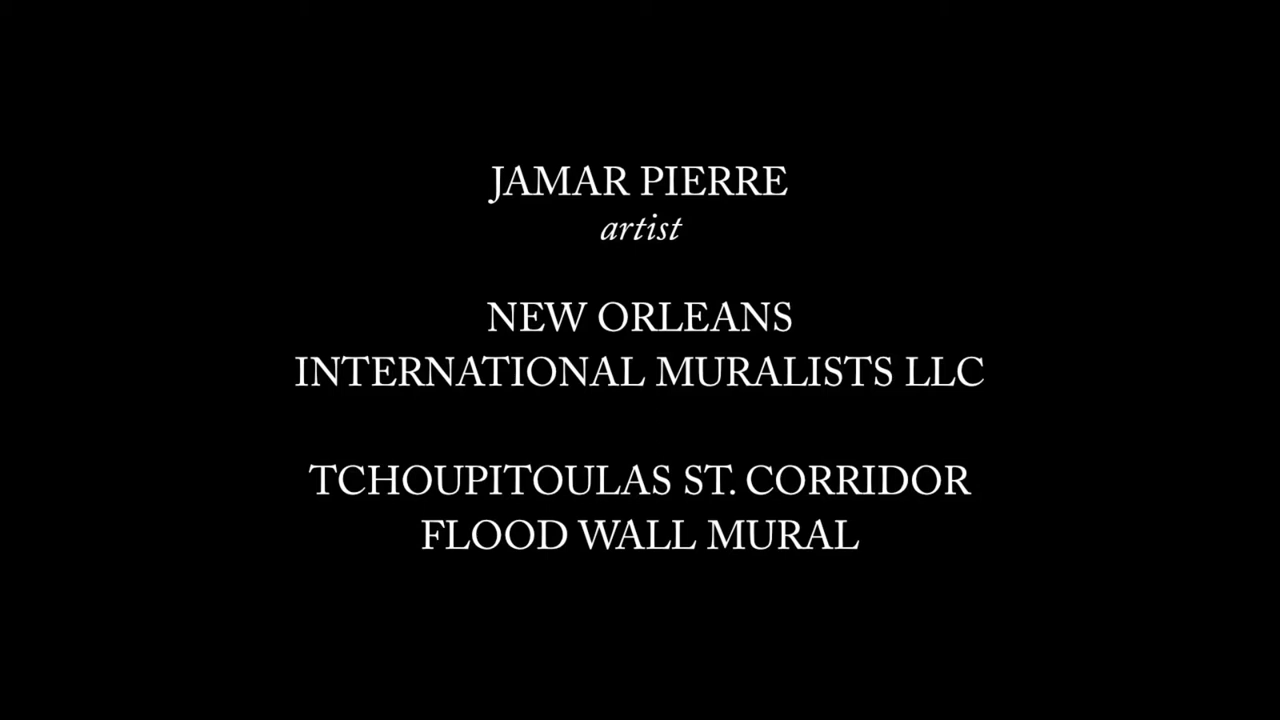 JAMAR PIERRE
artist
NEW ORLEANS
INTERNATIONAL MURALISTS LLC
TCHOUPITOULAS ST. CORRIDOR
FLOOD WALL MURAL